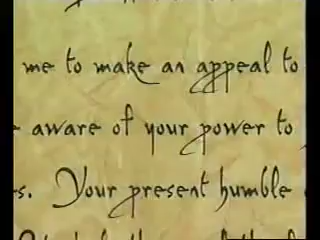 me to make an appeal to
aware of your power to
s. Your present humble